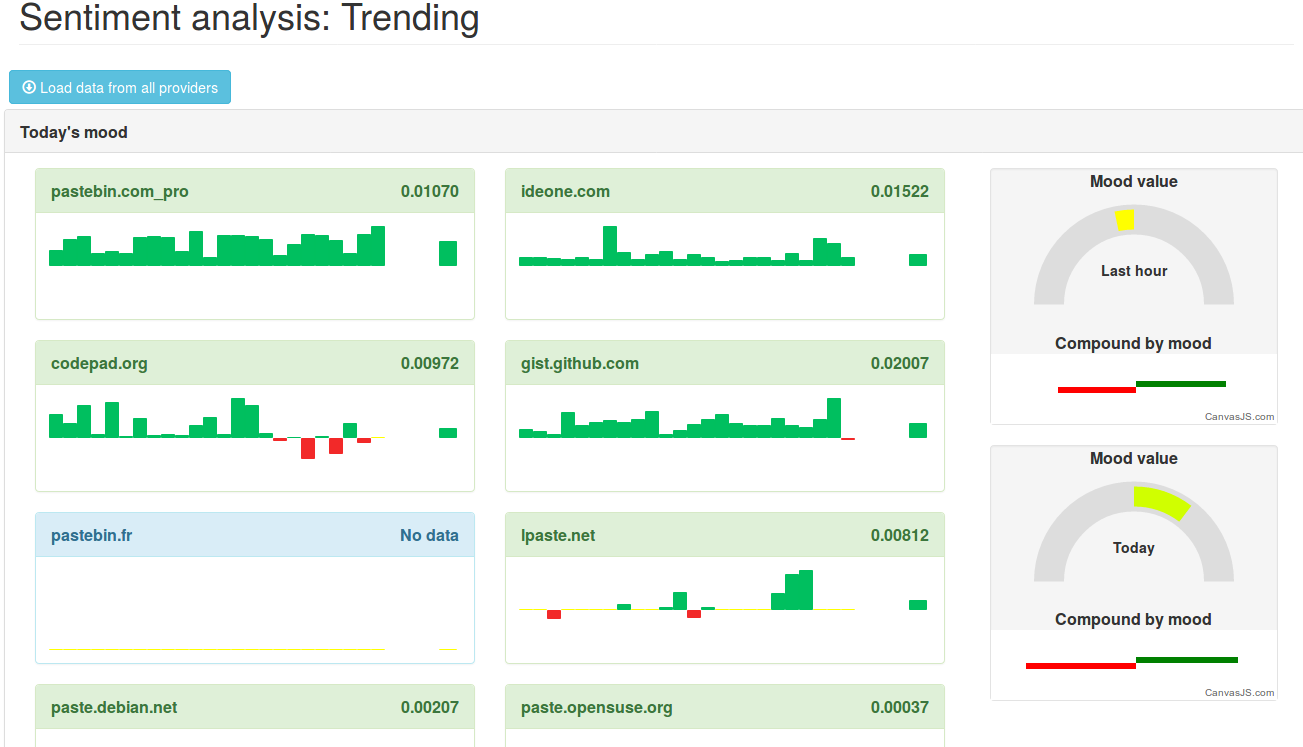 Sentiment analysis: Trending
Load data from all providers
Today's mood
pastebin.com_pro 0.01070
ideone.com 0.01522
codepad.org 0.00972
gist.github.com 0.02007
pastebin.fr No data
lpaste.net 0.00812
paste.debian.net 0.00207
paste.opensuse.org 0.00037
Mood value
Last hour
Compound by mood
CanvasJS.com
Mood value
Today
Compound by mood
CanvasJS.com